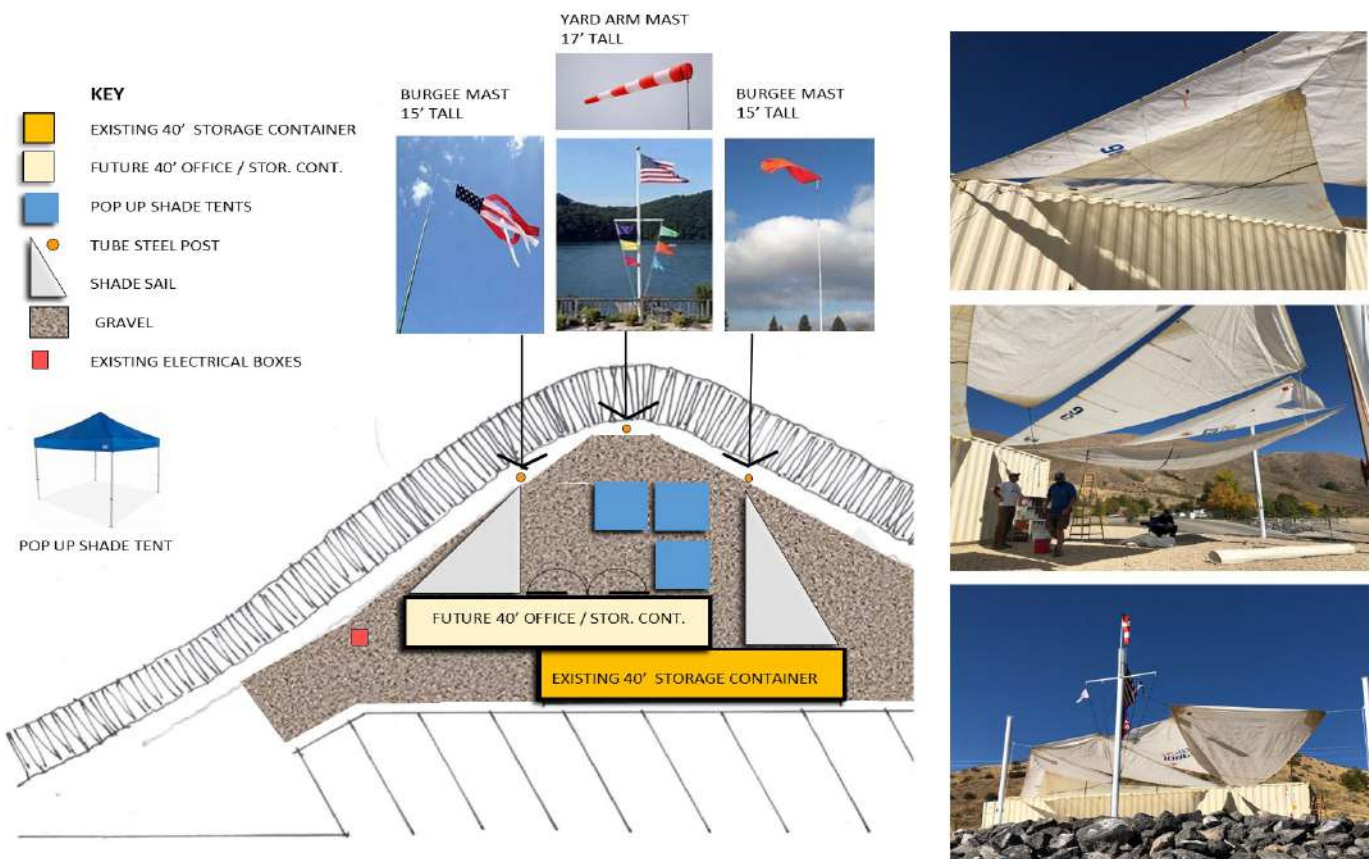 YARD ARM MAST
17' TALL
BURGEE MAST
15' TALL
BURGEE MAST
15' TALL
KEY
EXISTING 40' STORAGE CONTAINER
FUTURE 40' OFFICE / STOR. CONT.
POP UP SHADE TENTS
TUBE STEEL POST
SHADE SAIL
GRAVEL
EXISTING ELECTRICAL BOXES
POP UP SHADE TENT
FUTURE 40' OFFICE / STOR. CONT.
EXISTING 40' STORAGE CONTAINER